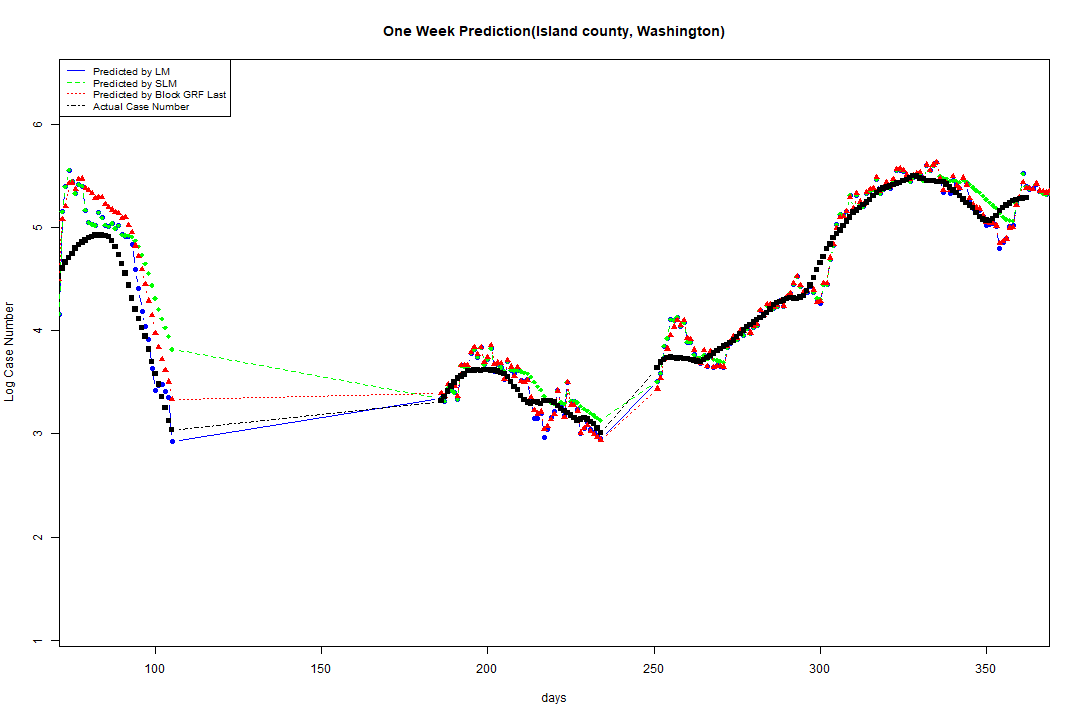 One Week Prediction(Island county, Washington)
Predicted by LM
Predicted by SLM
Predicted by Block GRF Last
Actual Case Number
6
5
4
3
2
1
Log Case Number
100 150 200 250 300 350
days